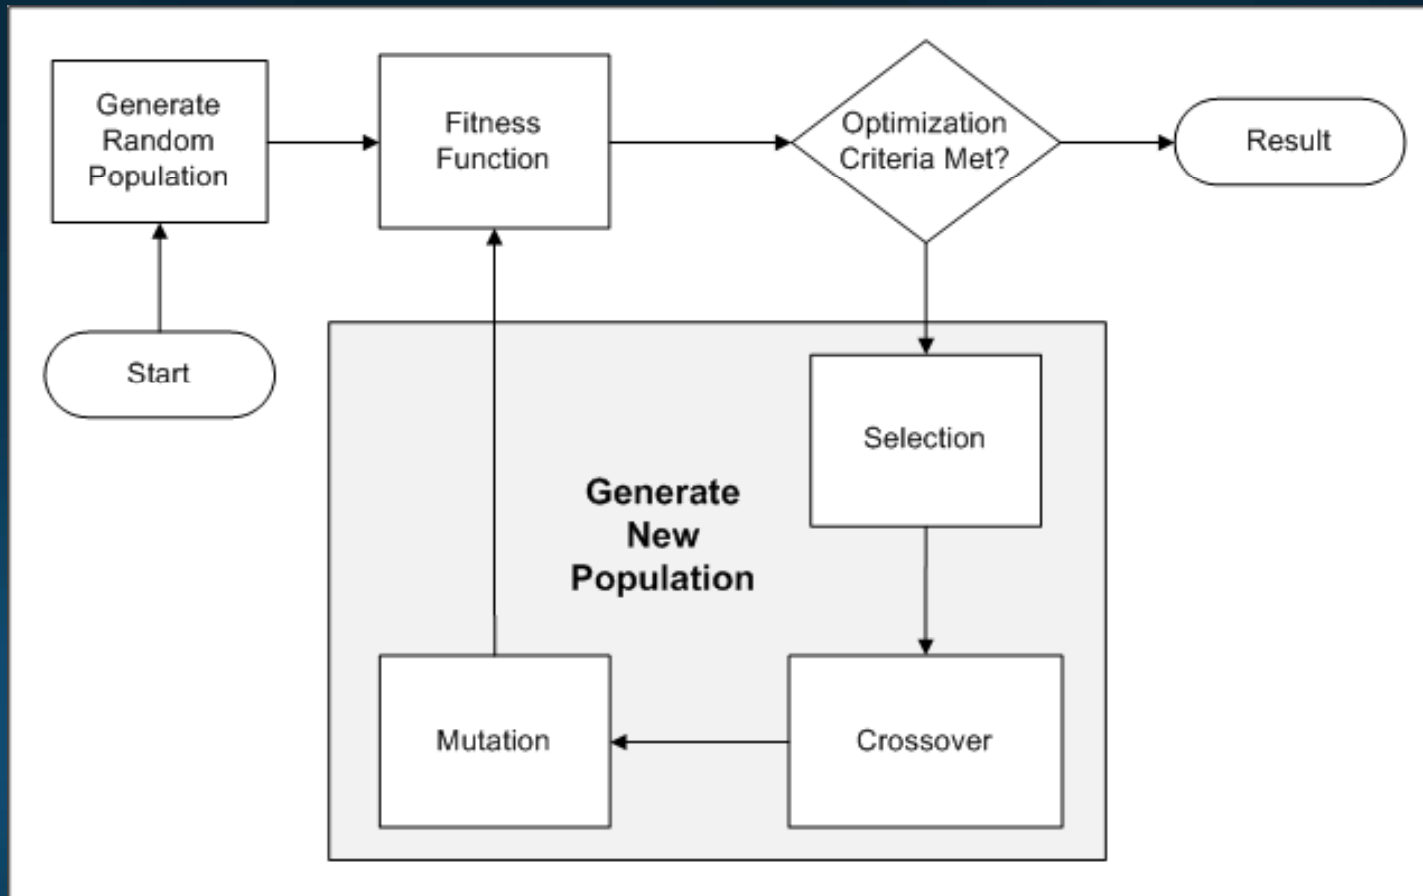 Generate
Random
Population
Fitness
Function
Optimization
Criteria Met?
Result
Start
Selection
Generate
New
Population
Mutation
Crossover